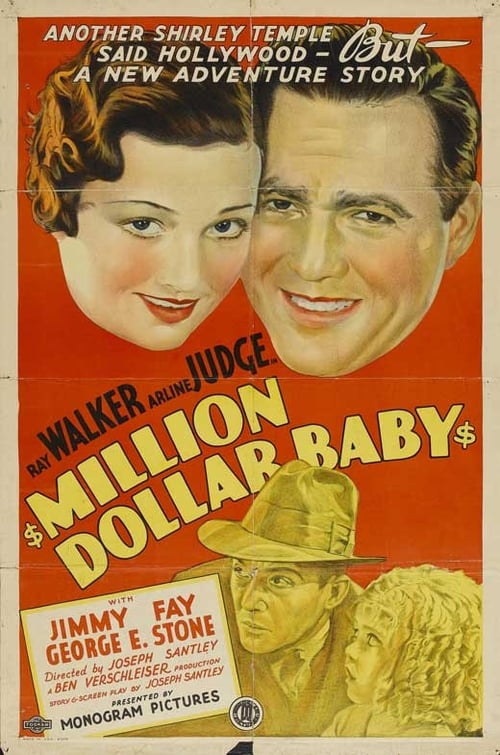 ANOTHER SHIRLEY TEMPLE
SAID HOLLYWOOD - But-
A NEW ADVENTURE STORY
RAY WALKER ARLINE JUDGE IN
$MILLION
DOLLAR BABY$
WITH
JIMMY FAY
GEORGE E. STONE
Directed by JOSEPH SANTLEY
A BEN VERSCHLEISER PRODUCTION
STORY & SCREEN PLAY BY JOSEPH SANTLEY
PRESENTED BY
MONOGRAM PICTURES